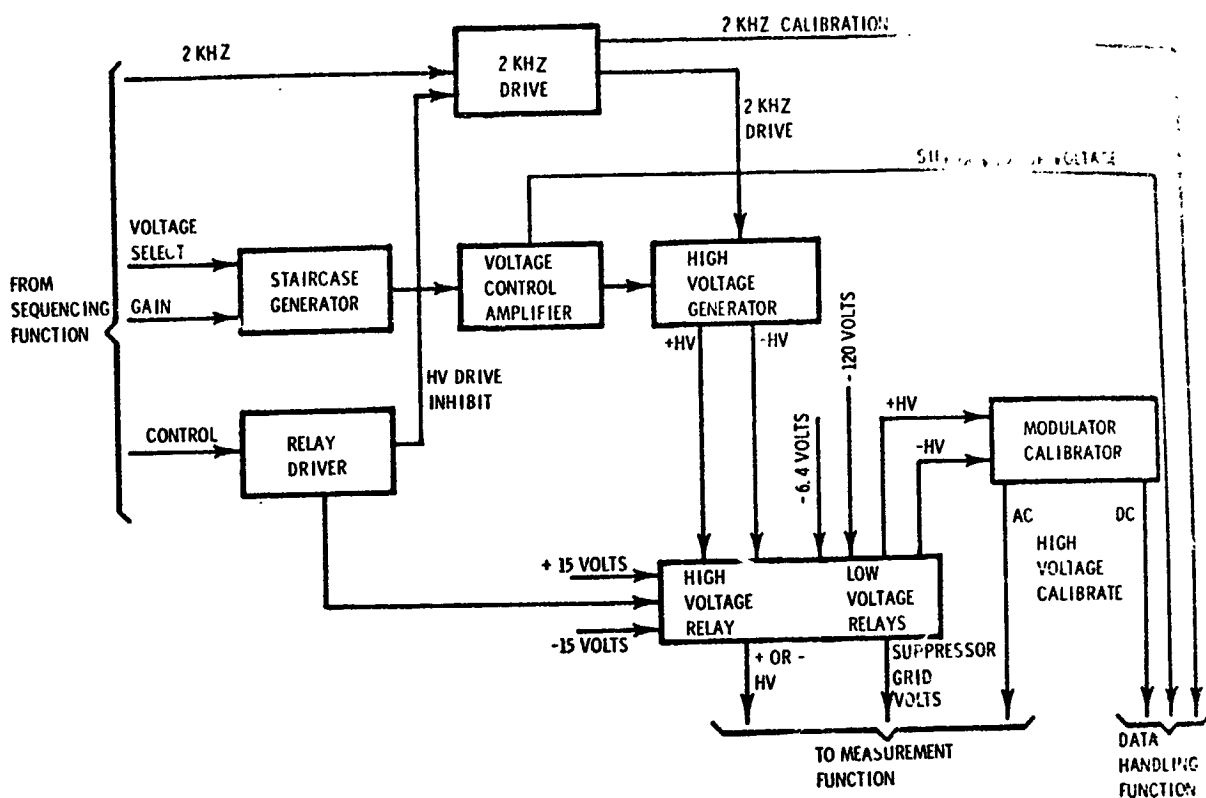 2 KHZ CALIBRATION
2 KHZ
2 KHZ
DRIVE
2 KHZ
DRIVE
VOLTAGE
VOLTAGE
SELECT
GAIN
FROM
SEQUENCING
FUNCTION
STAIRCASE
GENERATOR
VOLTAGE
CONTROL
AMPLIFIER
HIGH
VOLTAGE
GENERATOR
+HV
-HV
-120 VOLTS
-6.4 VOLTS
HV DRIVE
INHIBIT
CONTROL
RELAY
DRIVER
+HV
-HV
MODULATOR
CALIBRATOR
AC
DC
HIGH
VOLTAGE
CALIBRATE
+ 15 VOLTS
-15 VOLTS
HIGH
VOLTAGE
RELAY
LOW
VOLTAGE
RELAYS
+ OR -
HV
SUPPRESSOR
GRID
VOLTS
TO MEASUREMENT
FUNCTION
DATA
HANDLING
FUNCTION